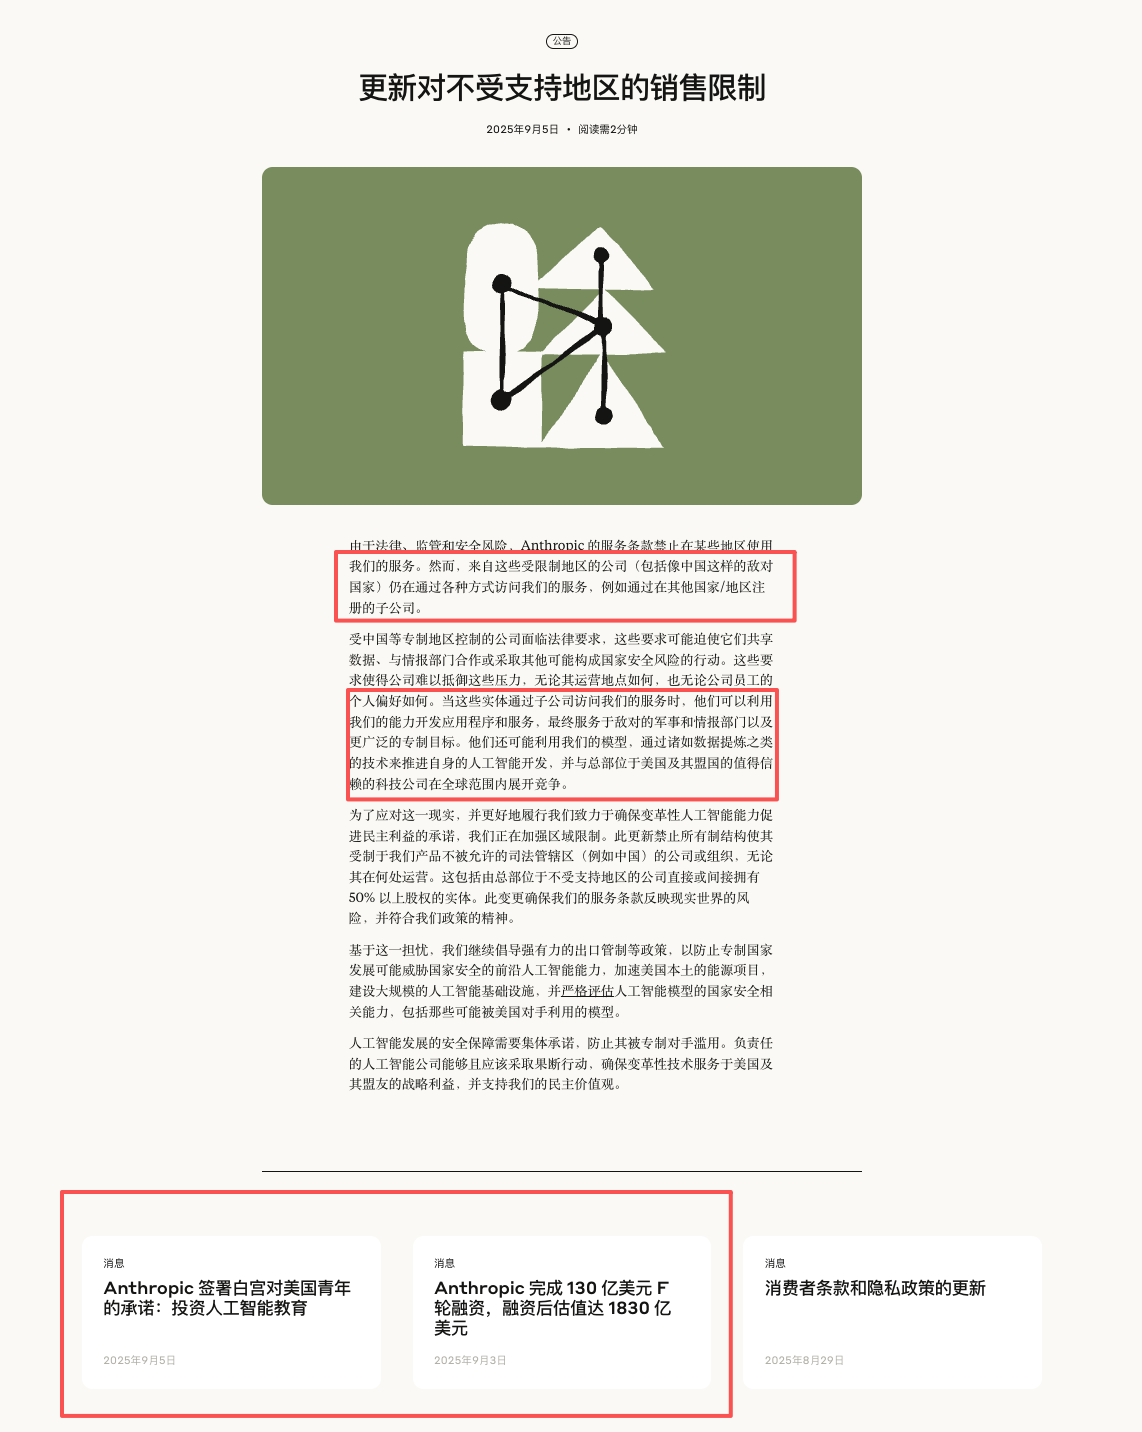 公告
更新对不受支持地区的销售限制
2025年9月5日 • 阅读需2分钟
由于法律、监管和安全风险，Anthropic 的服务条款禁止在某些地区使用
我们的服务。然而，来自这些受限制地区的公司（包括像中国这样的敌对
国家）仍在通过各种方式访问我们的服务，例如通过在其他国家/地区注
册的子公司。
受中国等专制地区控制的公司面临法律要求，这些要求可能迫使它们共享
数据、与情报部门合作或采取其他可能构成国家安全风险的行动。这些要
求使得公司难以抵御这些压力，无论其运营地点如何，也无论公司员工的
个人偏好如何。当这些实体通过子公司访问我们的服务时，他们可以利用
我们的能力开发应用程序和服务，最终服务于敌对的军事和情报部门以及
更广泛的专制目标。他们还可能利用我们的模型，通过诸如数据提炼之类
的技术来推进自身的人工智能开发，并与总部位于美国及其盟国的值得信
赖的科技公司在全球范围内展开竞争。
为了应对这一现实，并更好地履行我们致力于确保变革性人工智能能力促
进民主利益的承诺，我们正在加强区域限制。此更新禁止所有制结构使其
受制于我们产品不被允许的司法管辖区（例如中国）的公司或组织，无论
其在何处运营。这包括由总部位于不受支持地区的公司直接或间接拥有
50% 以上股权的实体。此变更确保我们的服务条款反映现实世界的风
险，并符合我们政策的精神。
基于这一担忧，我们继续倡导强有力的出口管制等政策，以防止专制国家
发展可能威胁国家安全的前沿人工智能能力，加速美国本土的能源项目，
建设大规模的人工智能基础设施，并严格评估人工智能模型的国家安全相
关能力，包括那些可能被美国对手利用的模型。
人工智能发展的安全保障需要集体承诺，防止其被专制对手滥用。负责任
的人工智能公司能够且应该采取果断行动，确保变革性技术服务于美国及
其盟友的战略利益，并支持我们的民主价值观。
消息
Anthropic 签署白宫对美国青年
的承诺：投资人工智能教育
2025年9月5日
消息
Anthropic 完成 130 亿美元 F
轮融资，融资后估值达 1830 亿
美元
2025年9月3日
消息
消费者条款和隐私政策的更新
2025年8月29日